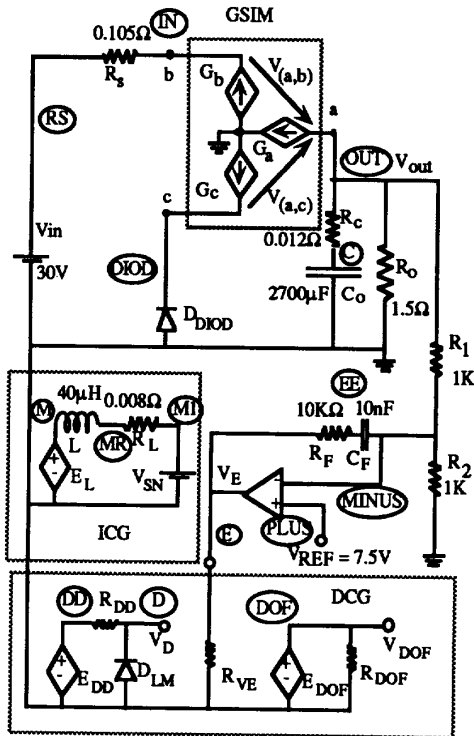 GSIM
IN
0.105Ω
R_s
b
G_b
V_(a,b)
a
RS
G_a
OUT
V_out
G_c
V_(a,c)
c
R_c
0.012Ω
C
V_in
30V
DIOD
D_DIOD
2700μF
C_o
R_o
1.5Ω
R_1
1K
40μH
0.008Ω
MI
M
L
MR
R_L
E_L
V_SN
ICG
EE
10KΩ
10nF
R_F
C_F
R_2
1K
V_E
MINUS
PLUS
E
V_REF = 7.5V
DD
R_DD
D
V_D
DOF
DCG
V_DOF
E_DD
D_LM
R_VE
E_DOF
R_DOF